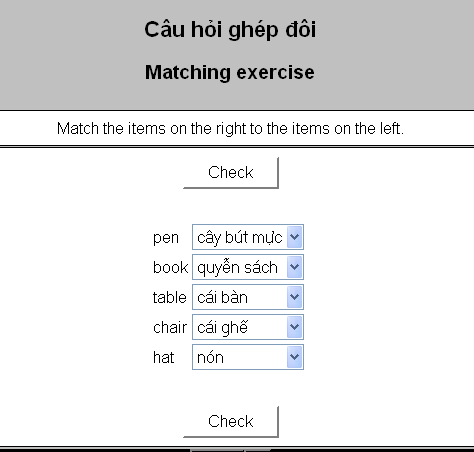 Câu hỏi ghép đôi
Matching exercise
Match the items on the right to the items on the left.
Check
pen cây bút mực
book quyễn sách
table cái bàn
chair cái ghế
hat nón
Check